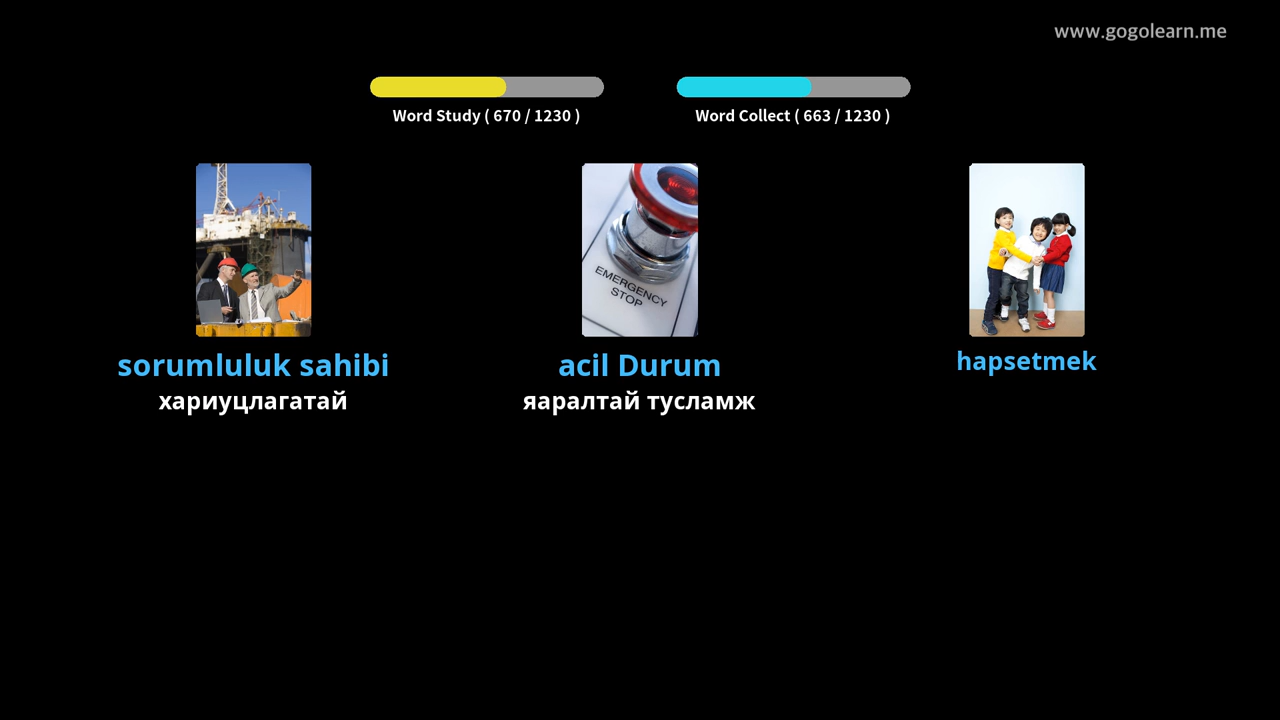 www.gogolearn.me
Word Study ( 670 / 1230 )
Word Collect ( 663 / 1230 )
EMERGENCY
STOP
sorumluluk sahibi
acil Durum
hapsetmek
хариуцлагатай
яаралтай тусламж